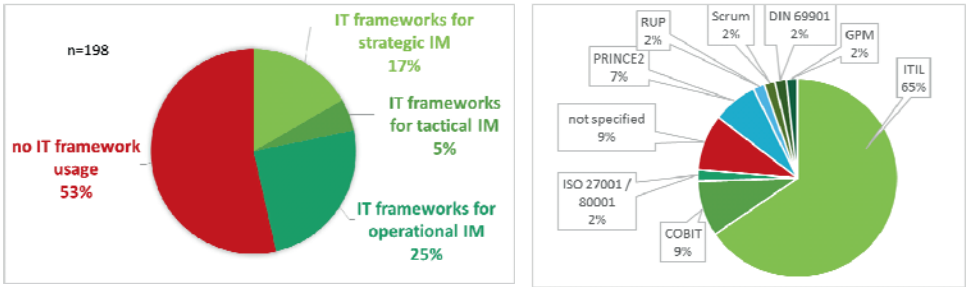 n=198
IT frameworks for
strategic IM
17%
IT frameworks
for tactical IM
5%
IT frameworks for
operational IM
25%
no IT framework
usage
53%
RUP
2%
Scrum
2%
DIN 69901
2%
GPM
2%
PRINCE2
7%
ITIL
65%
not specified
9%
ISO 27001 /
80001
2%
COBIT
9%